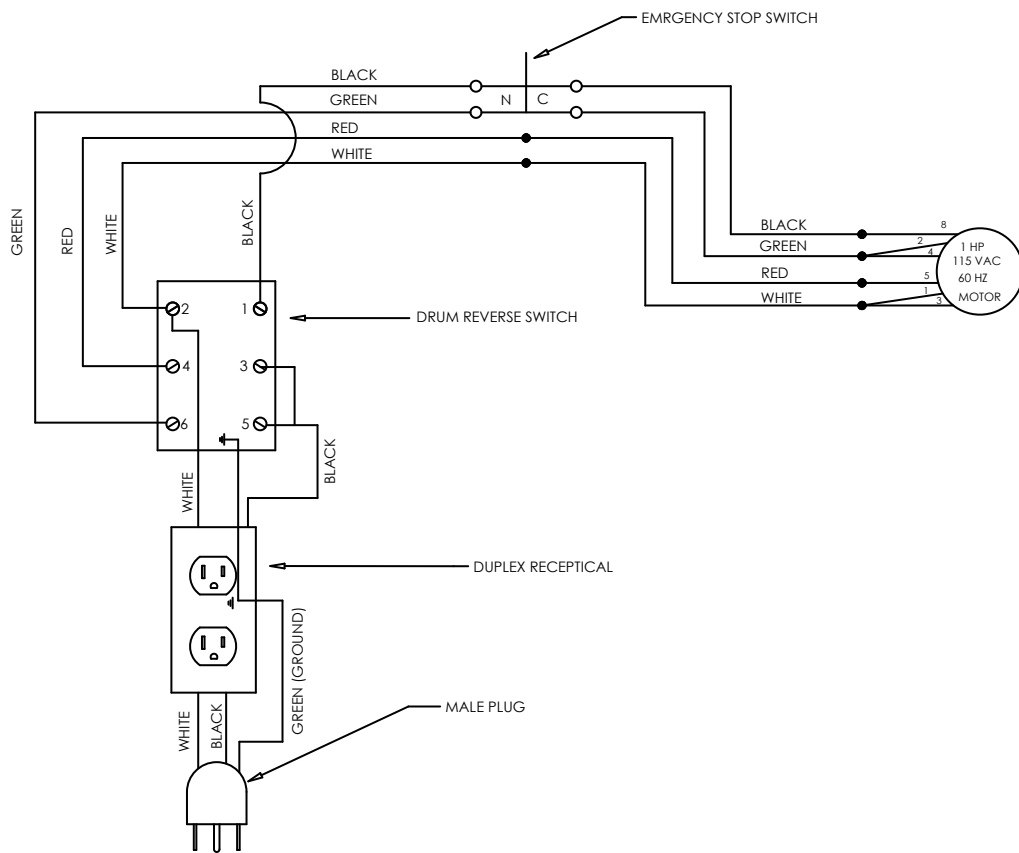 EMRGENCY STOP SWITCH
BLACK
GREEN
N C
RED
WHITE
GREEN
RED
WHITE
BLACK
BLACK
8
GREEN
2
4
RED
5
WHITE
1
3
1 HP
115 VAC
60 HZ
MOTOR
2
1
DRUM REVERSE SWITCH
4
3
6
5
BLACK
WHITE
DUPLEX RECEPTICAL
GREEN (GROUND)
MALE PLUG
WHITE
BLACK